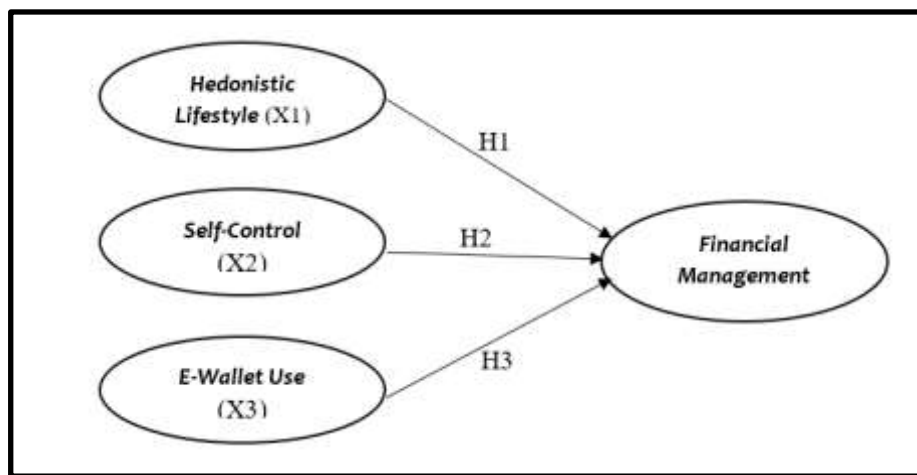 Hedonistic
Lifestyle (X1)
H1
Self-Control
(X2)
H2
Financial
Management
E-Wallet Use
(X3)
H3